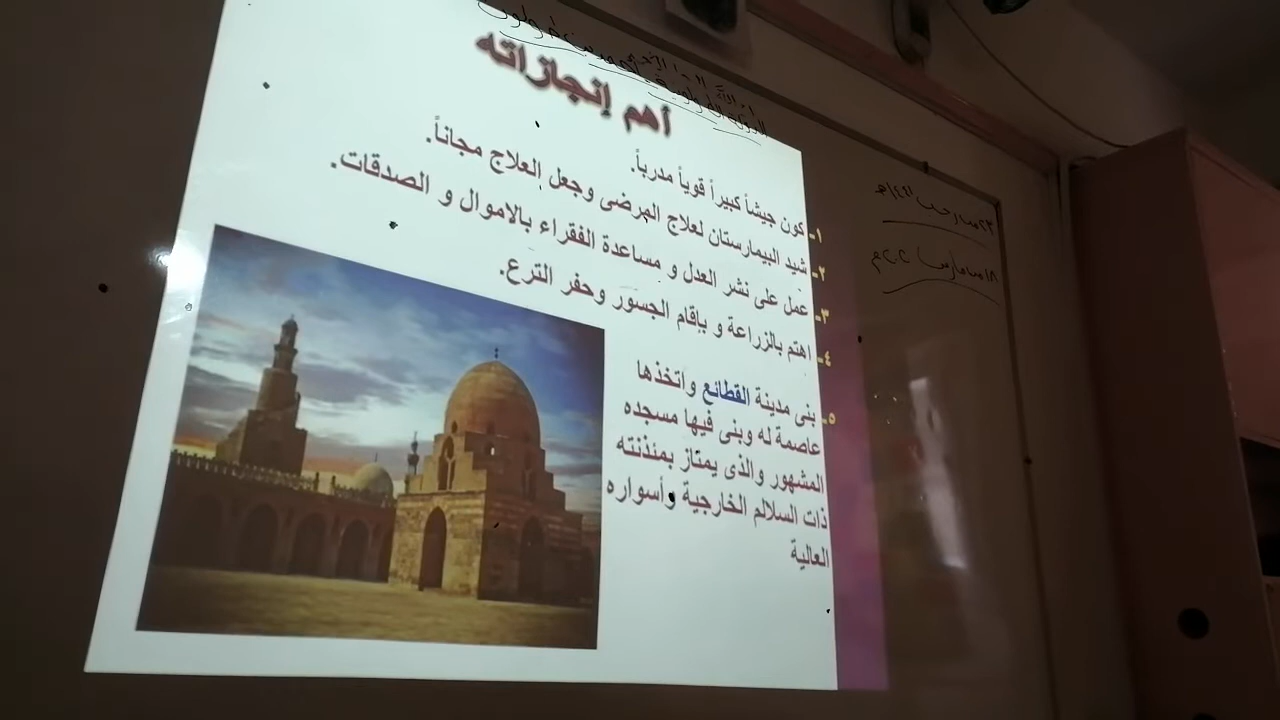 أهم إنجازاته
١- كون جيشاً كبيراً قوياً مدرباً.
٢- شيد البيمارستان لعلاج المرضى وجعل العلاج مجاناً.
٣- عمل على نشر العدل و مساعدة الفقراء بالاموال و الصدقات.
٤- اهتم بالزراعة و بإقام الجسور وحفر الترع.
٥- بنى مدينة القطائع واتخذها
عاصمة له وبنى فيها مسجده
المشهور والذى يمتاز بمئذنته
ذات السلالم الخارجية وأسواره
العالية